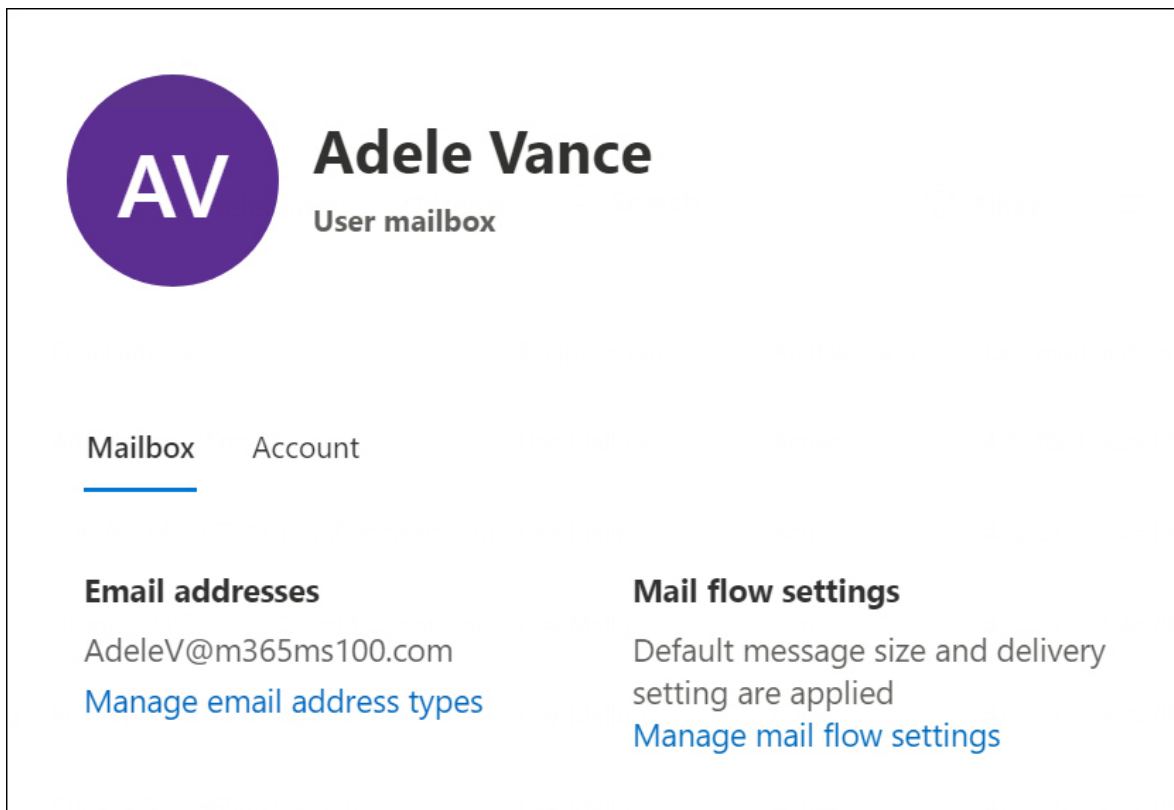 AV
Adele Vance
User mailbox
Mailbox Account
Email addresses
AdeleV@m365ms100.com
Manage email address types
Mail flow settings
Default message size and delivery
setting are applied
Manage mail flow settings